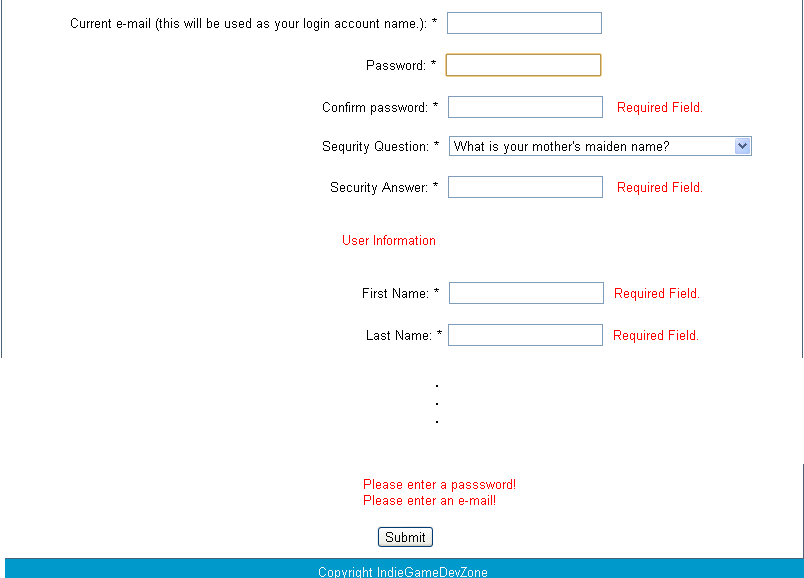 Current e-mail (this will be used as your login account name.): *
Password: *
Confirm password: * Required Field.
Sequrity Question: * What is your mother's maiden name?
Security Answer: * Required Field.
User Information
First Name: * Required Field.
Last Name: * Required Field.
Please enter a passsword!
Please enter an e-mail!
Submit
Copyright IndieGameDevZone